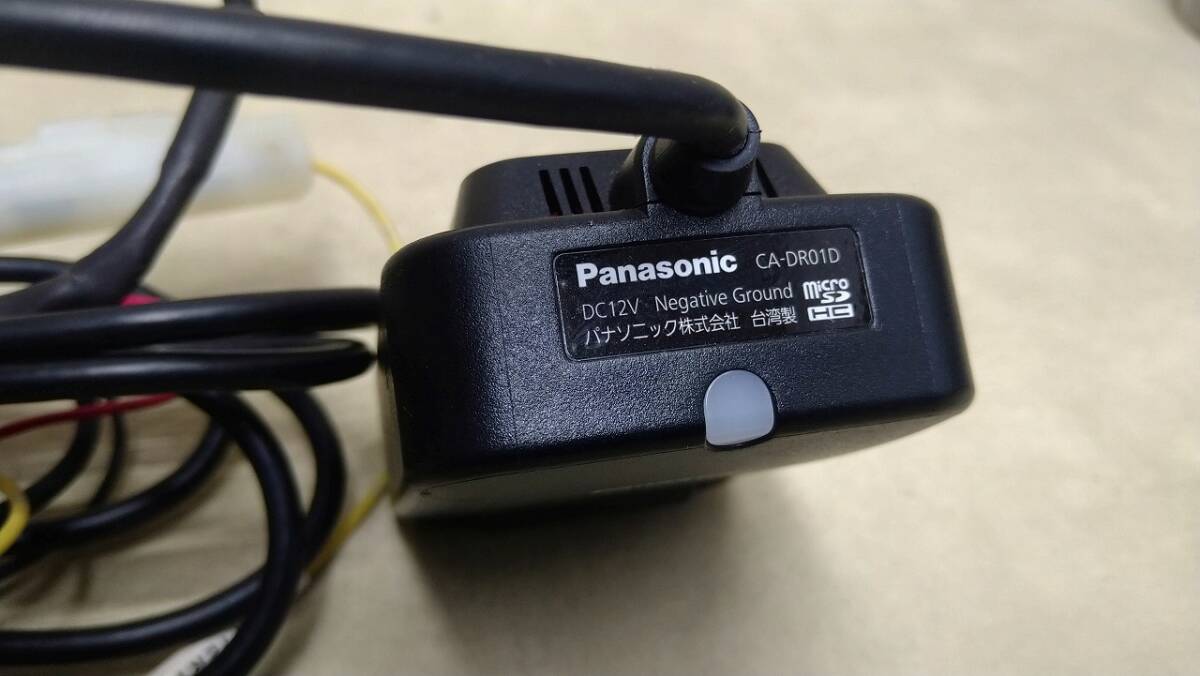 Panasonic CA-DR01D
DC12V Negative Ground micro SD HC
パナソニック株式会社 台湾製